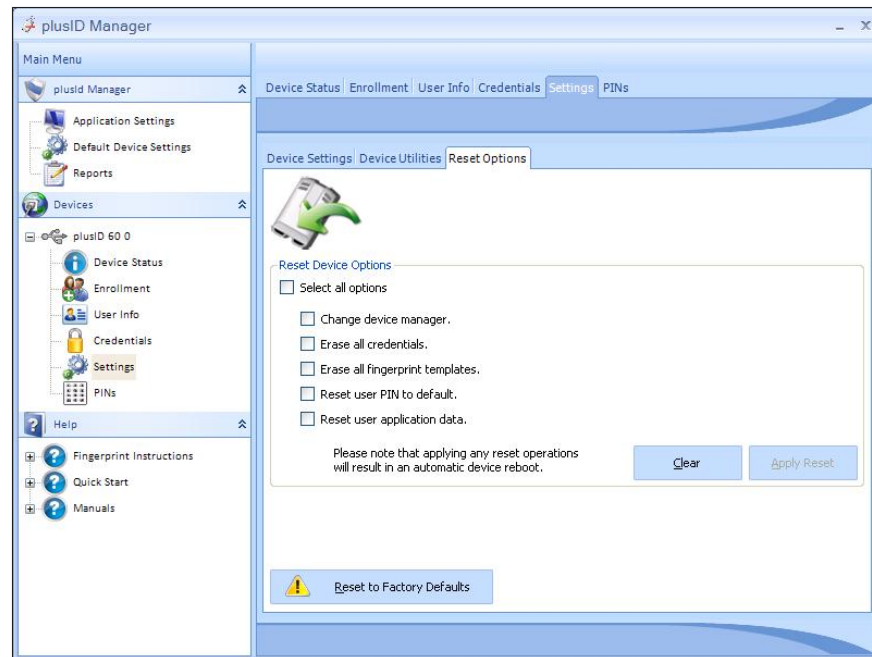 plusID Manager
Main Menu
plusId Manager
Application Settings
Default Device Settings
Reports
Devices
plusID 60 0
Device Status
Enrollment
User Info
Credentials
Settings
PINs
Help
Fingerprint Instructions
Quick Start
Manuals
Device Status Enrollment User Info Credentials Settings PINs
Device Settings Device Utilities Reset Options
Reset Device Options
Select all options
Change device manager.
Erase all credentials.
Erase all fingerprint templates.
Reset user PIN to default.
Reset user application data.
Please note that applying any reset operations
will result in an automatic device reboot.
Clear Apply Reset
Reset to Factory Defaults